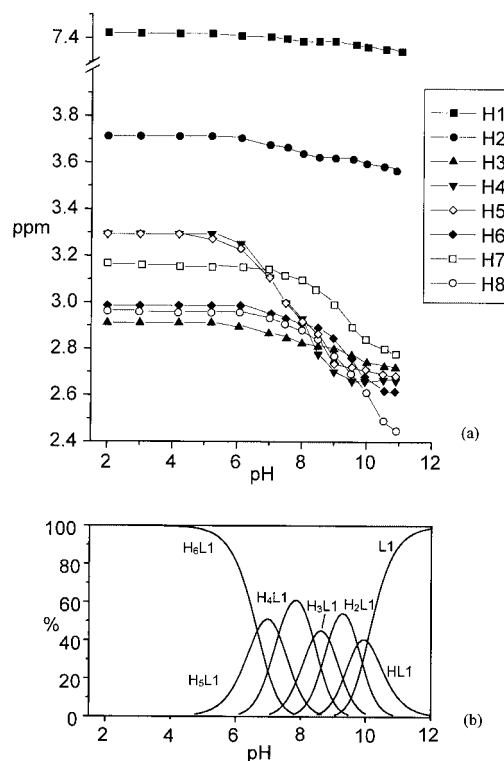 7.4
3.8
3.6
3.4
ppm
3.2
3.0
2.8
2.6
2.4
2 4 6 8 10 12
pH
(a)
H1
H2
H3
H4
H5
H6
H7
H8
100
80
60
%
40
20
0
H6L1
H5L1
H4L1
H3L1
H2L1
HL1
L1
2 4 6 8 10 12
pH
(b)